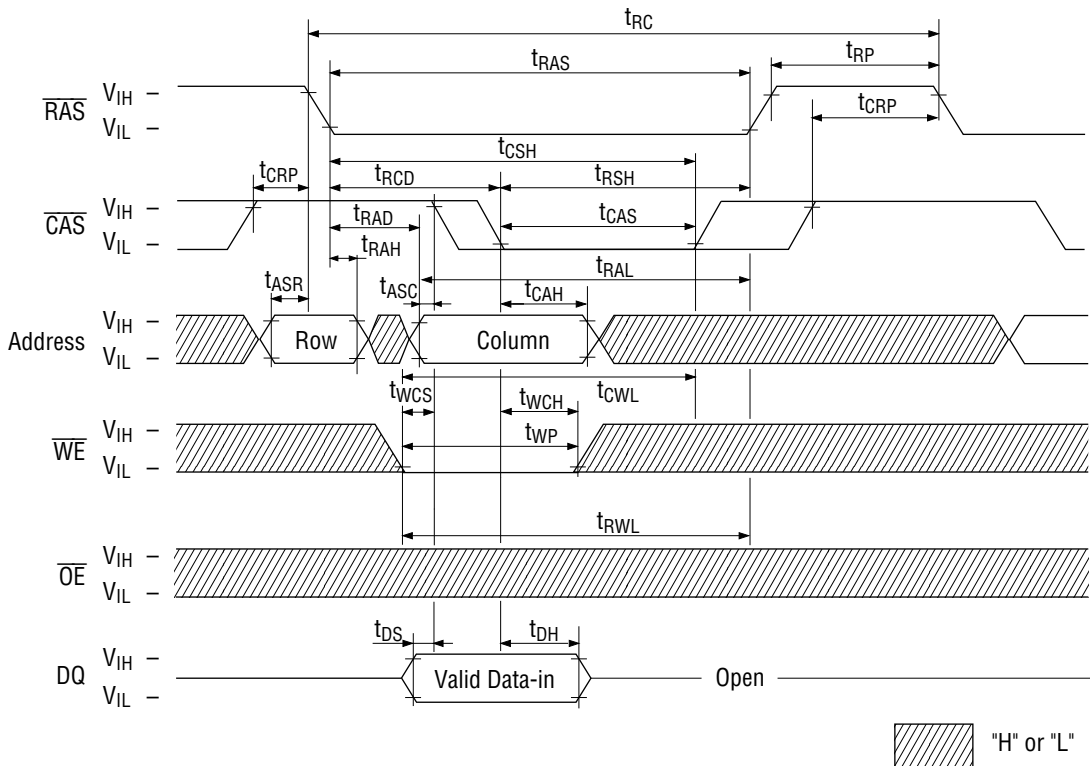 tRC
tRAS
tRP
RAS
VIH –
VIL –
tCRP
tCSH
tCRP
tRCD
tRSH
CAS
VIH –
VIL –
tRAD
tCAS
tRAH
tRAL
tASR
tASC
tCAH
Address
VIH –
VIL –
Row
Column
tWCS
tCWL
tWCH
WE
VIH –
VIL –
tWP
tRWL
OE
VIH –
VIL –
tDS
tDH
DQ
VIH –
VIL –
Valid Data-in
Open
"H" or "L"